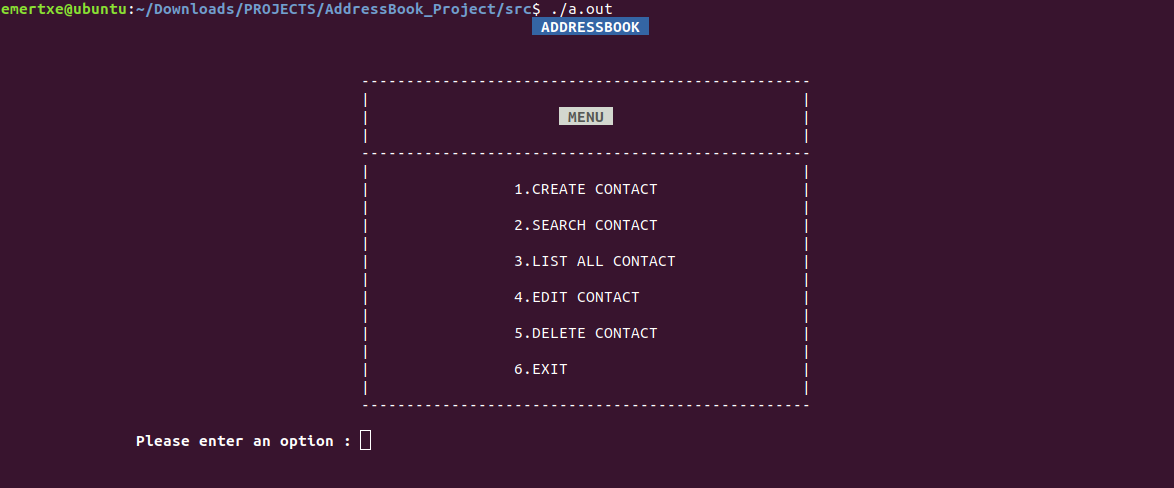 emertxe@ubuntu:~/Downloads/PROJECTS/AddressBook_Project/src$ ./a.out
ADDRESSBOOK
MENU
1.CREATE CONTACT
2.SEARCH CONTACT
3.LIST ALL CONTACT
4.EDIT CONTACT
5.DELETE CONTACT
6.EXIT
Please enter an option :